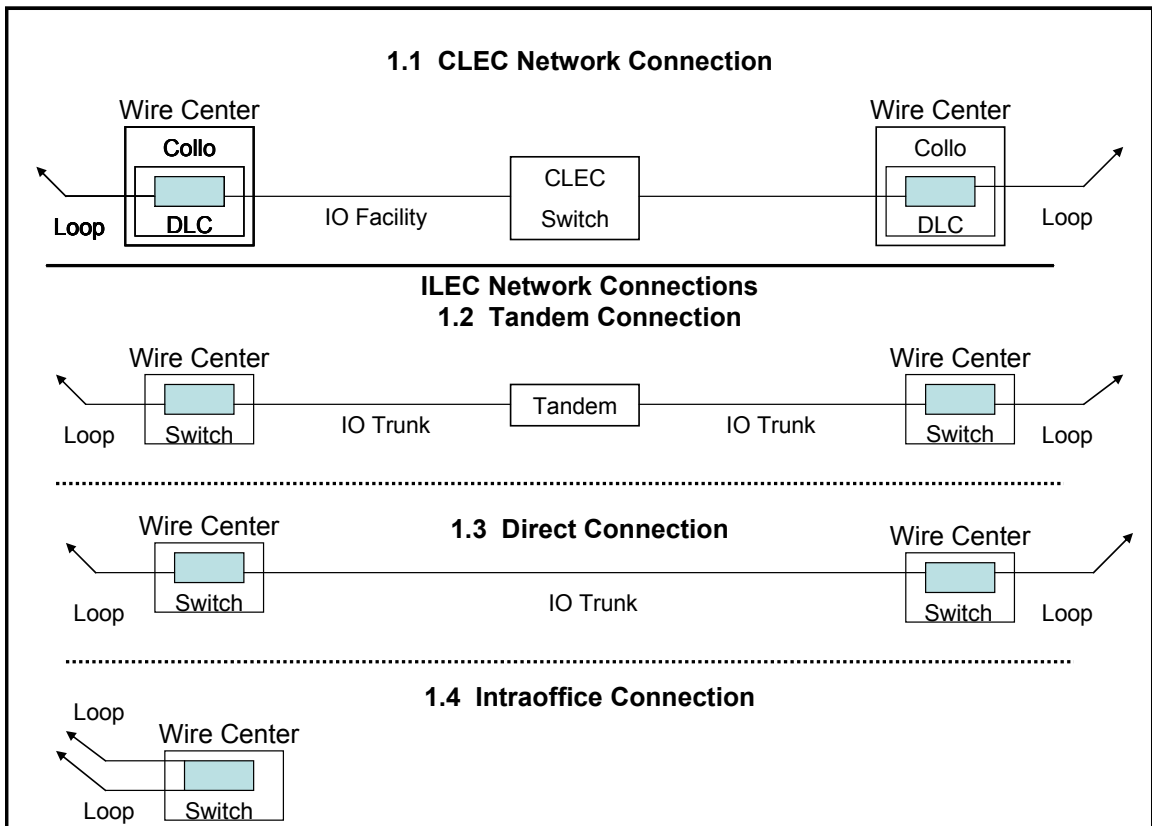 1.1 CLEC Network Connection
Wire Center
Wire Center
Collo
Collo
CLEC
Switch
DLC
DLC
Loop
IO Facility
Loop
ILEC Network Connections
1.2 Tandem Connection
Wire Center
Wire Center
Tandem
Loop
Switch
IO Trunk
IO Trunk
Switch
Loop
1.3 Direct Connection
Wire Center
Wire Center
Loop
Switch
IO Trunk
Switch
Loop
1.4 Intraoffice Connection
Loop
Wire Center
Loop
Switch